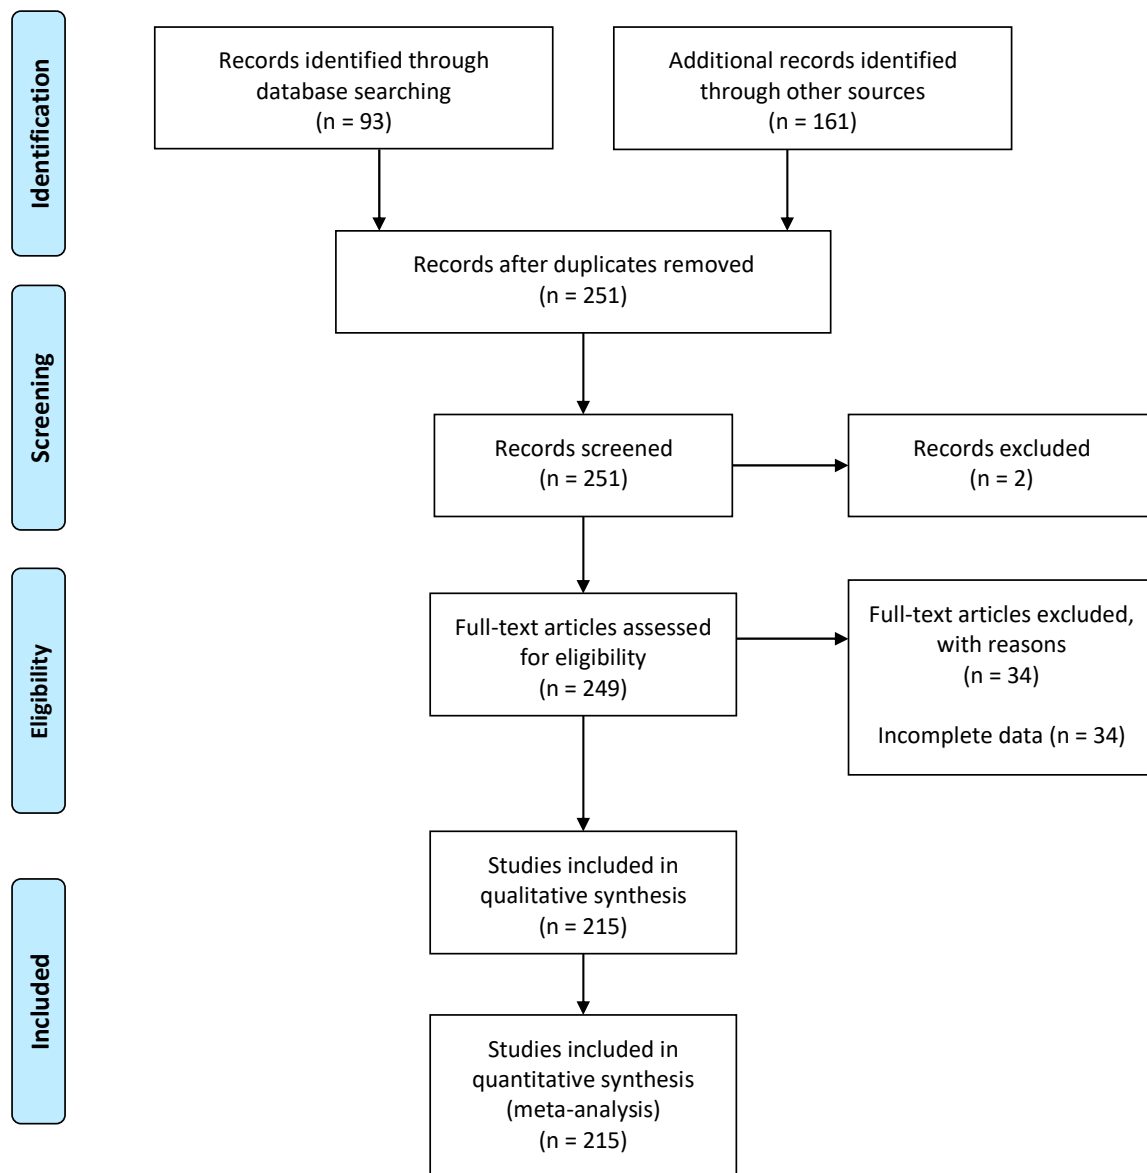 Identification
Records identified through
database searching
(n = 93)
Additional records identified
through other sources
(n = 161)
Records after duplicates removed
(n = 251)
Screening
Records screened
(n = 251)
Records excluded
(n = 2)
Eligibility
Full-text articles assessed
for eligibility
(n = 249)
Full-text articles excluded,
with reasons
(n = 34)
Incomplete data (n = 34)
Included
Studies included in
qualitative synthesis
(n = 215)
Studies included in
quantitative synthesis
(meta-analysis)
(n = 215)